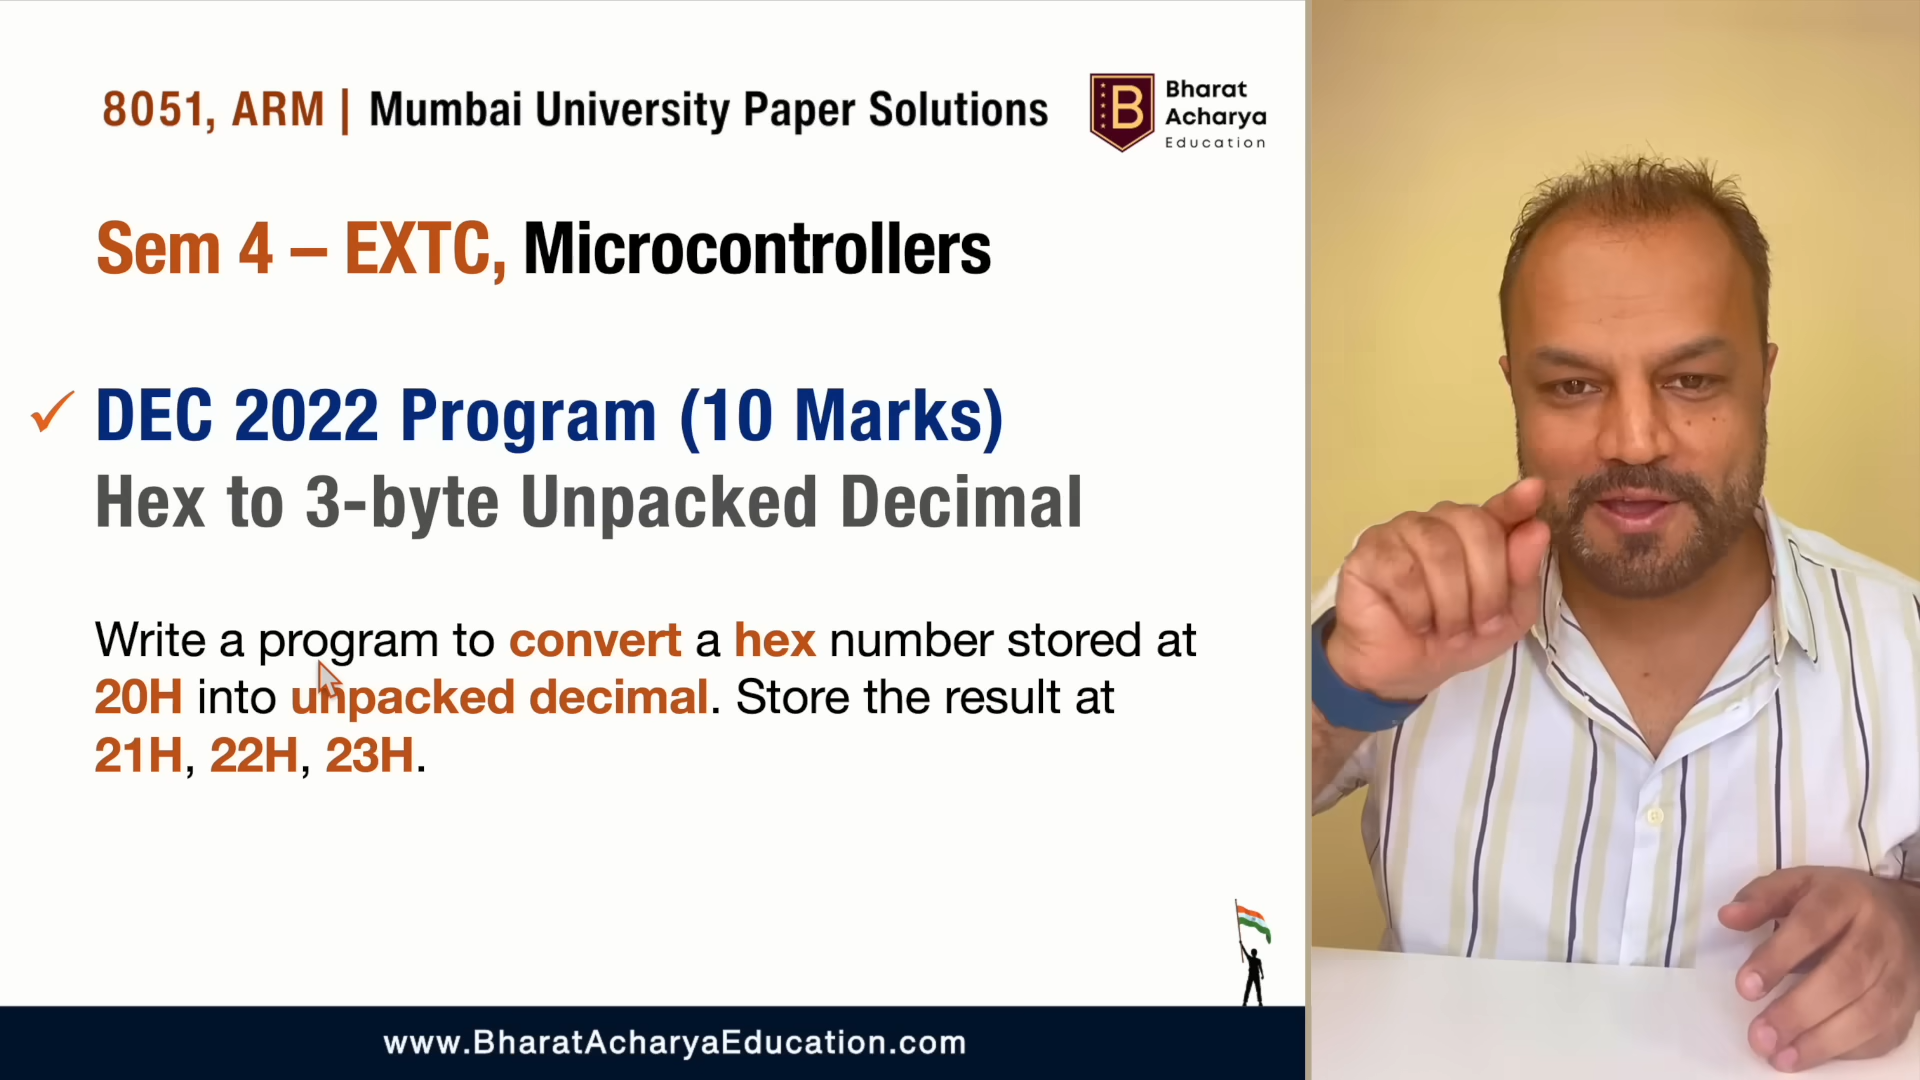 8051, ARM | Mumbai University Paper Solutions
B
Bharat
Acharya
Education
Sem 4 – EXTC, Microcontrollers
✓ DEC 2022 Program (10 Marks)
Hex to 3-byte Unpacked Decimal
Write a program to convert a hex number stored at
20H into unpacked decimal. Store the result at
21H, 22H, 23H.
www.BharatAcharyaEducation.com